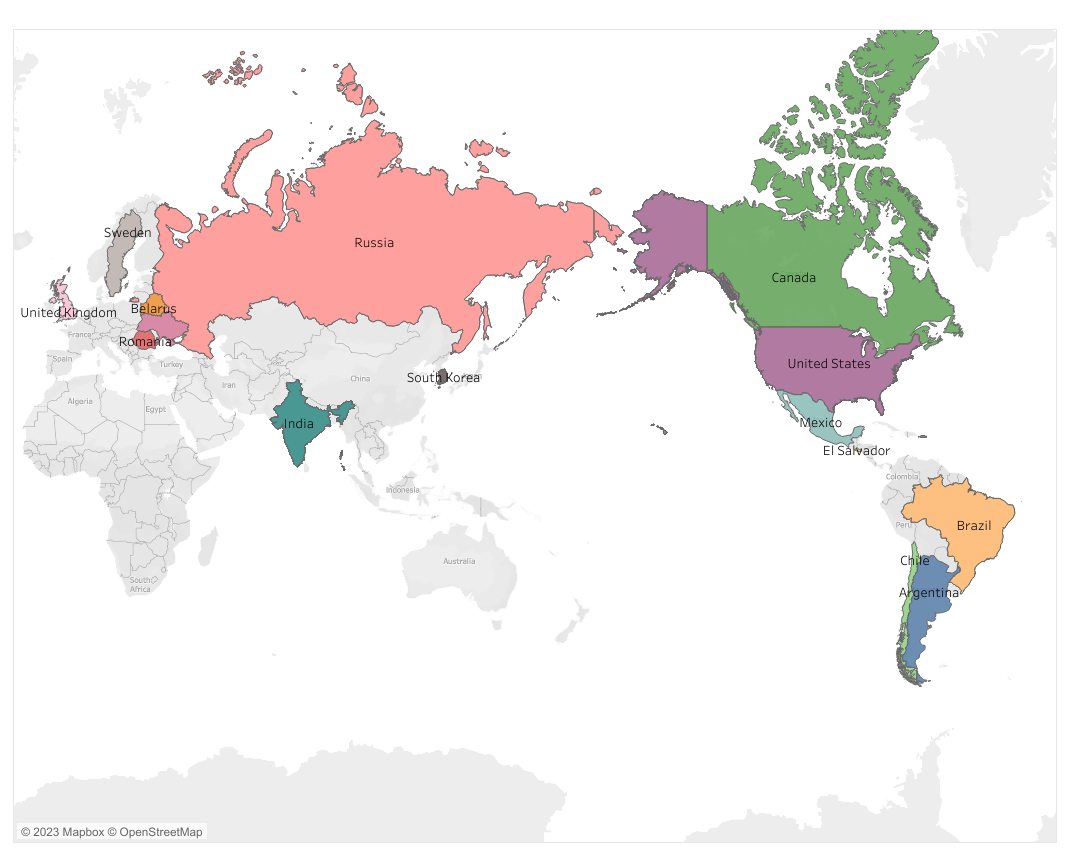 Sweden
Russia
Canada
United Kingdom
Belarus
France
Romania
Spain
Turkey
United States
South Korea
China
Iran
Algeria
Egypt
India
Mexico
El Salvador
Colombia
Indonesia
Peru
Brazil
Australia
Chile
South
Africa
Argentina
© 2023 Mapbox © OpenStreetMap